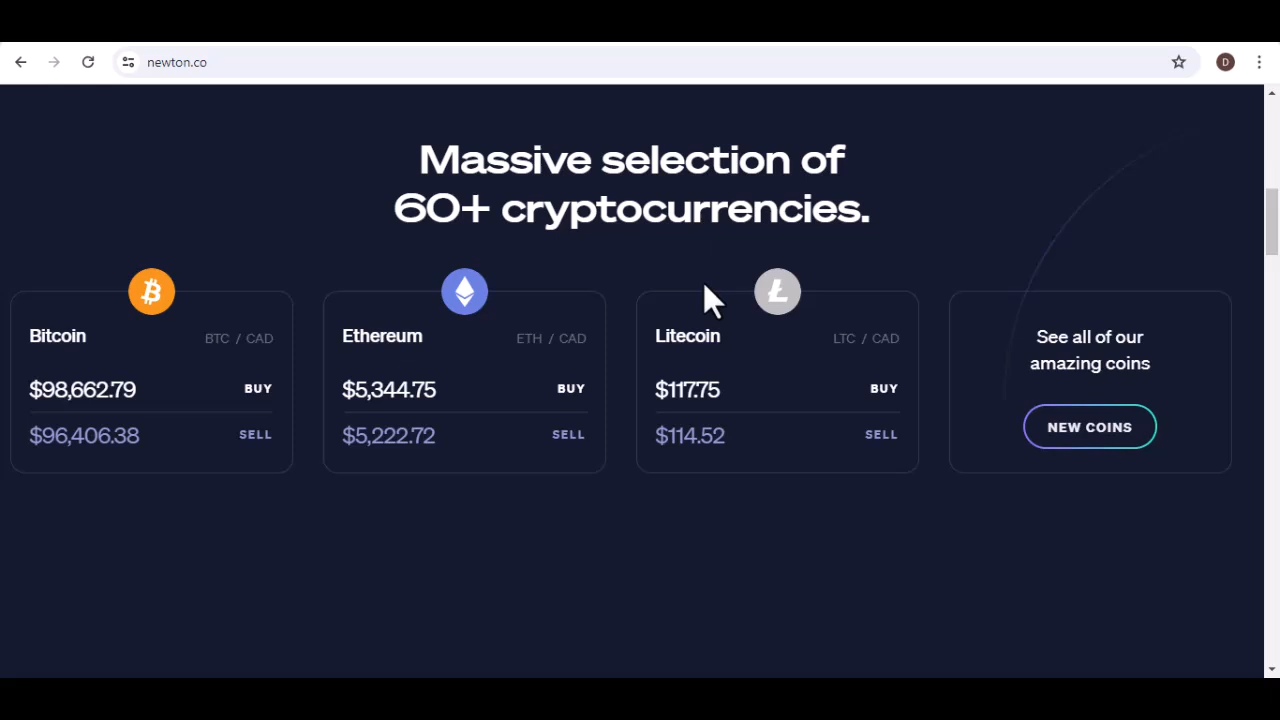 newton.co
D
Massive selection of
60+ cryptocurrencies.
Bitcoin BTC / CAD
$98,662.79 BUY
$96,406.38 SELL
Ethereum ETH / CAD
$5,344.75 BUY
$5,222.72 SELL
Litecoin LTC / CAD
$117.75 BUY
$114.52 SELL
See all of our
amazing coins
NEW COINS